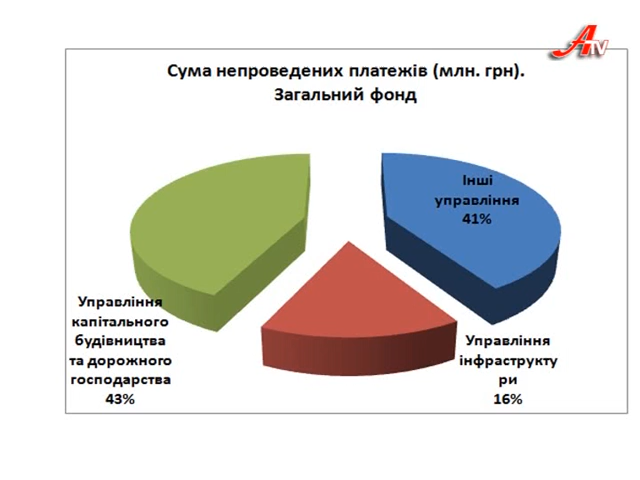 ATV
Сума непроведених платежів (млн. грн).
Загальний фонд
Інші
управління
41%
Управління
капітального
будівництва
та дорожного
господарства
43%
Управління
інфраструкту
ри
16%